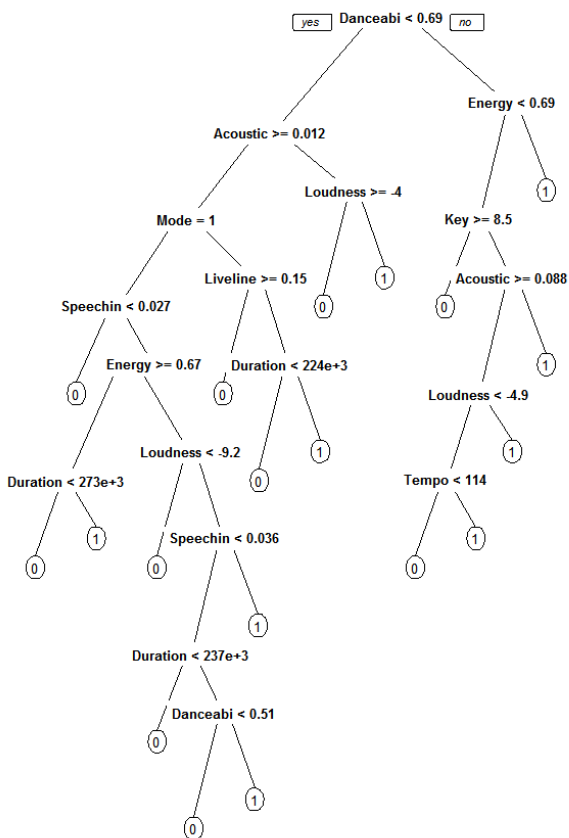 yes Danceabi < 0.69 no
Energy < 0.69
Acoustic >= 0.012
1
Loudness >= -4
Mode = 1
Key >= 8.5
Liveline >= 0.15
1
Acoustic >= 0.088
Speechin < 0.027
0
0
Energy >= 0.67
Duration < 224e+3
1
0
0
Loudness < -4.9
Loudness < -9.2
1
1
Duration < 273e+3
0
Tempo < 114
1
Speechin < 0.036
1
0
0
0
1
Duration < 237e+3
Danceabi < 0.51
0
1
0